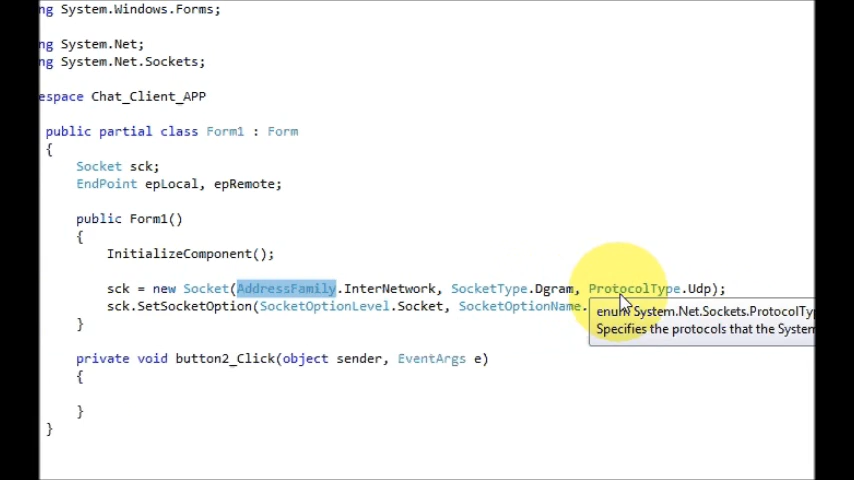 ng System.Windows.Forms;
ng System.Net;
ng System.Net.Sockets;
espace Chat_Client_APP
public partial class Form1 : Form
{
Socket sck;
EndPoint epLocal, epRemote;
public Form1()
{
InitializeComponent();
sck = new Socket(AddressFamily.InterNetwork, SocketType.Dgram, ProtocolType.Udp);
sck.SetSocketOption(SocketOptionLevel.Socket, SocketOptionName.
enum System.Net.Sockets.ProtocolTyp
Specifies the protocols that the System
}
private void button2_Click(object sender, EventArgs e)
{
}
}